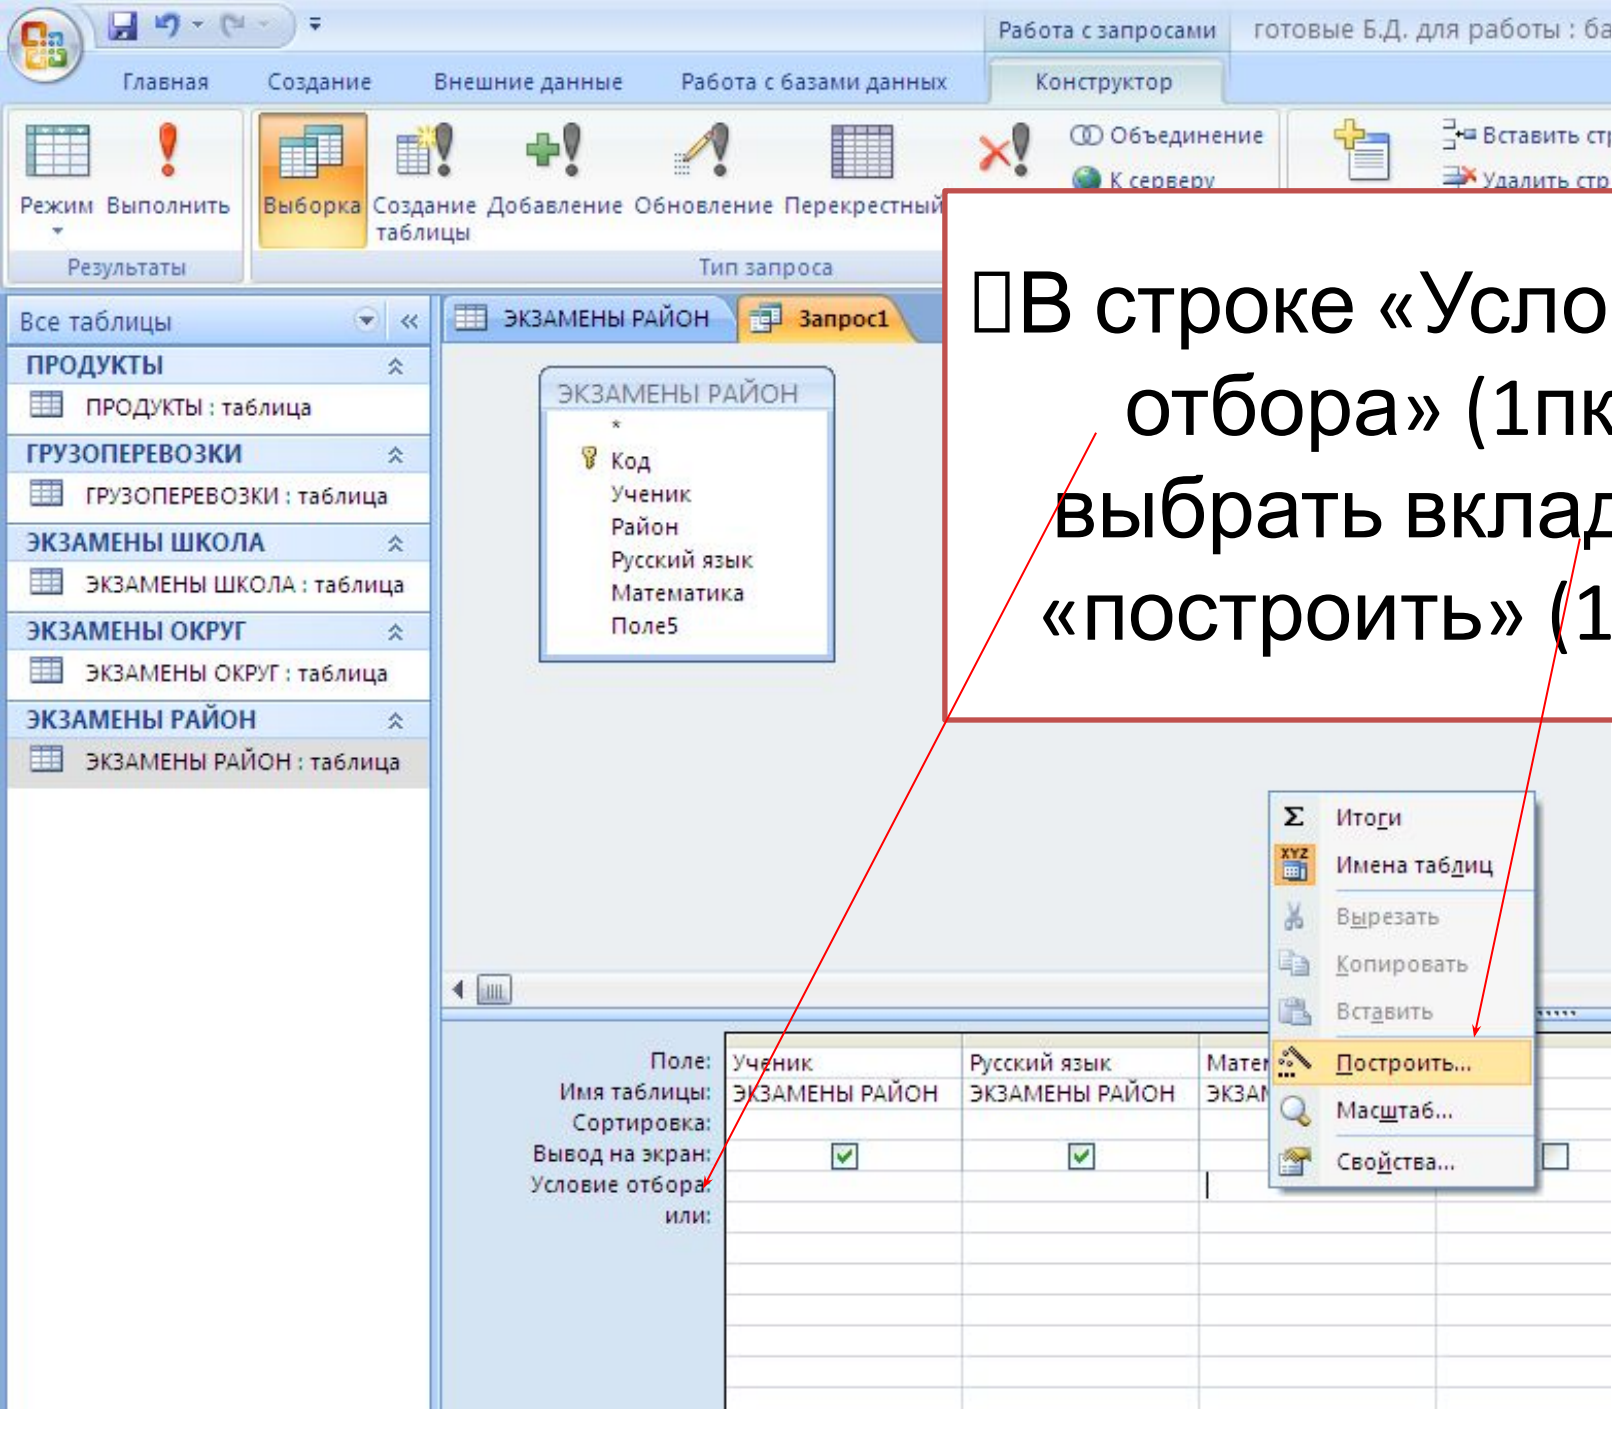 Работа с запросами
готовые Б.Д. для работы : ба
Главная
Создание
Внешние данные
Работа с базами данных
Конструктор
Режим
Выполнить
Выборка
Создание
таблицы
Добавление
Обновление
Перекрестный
Объединение
К серверу
Вставить стр
Удалить стр
Результаты
Тип запроса
В строке «Усло
отбора» (1пк
выбрать вклад
«построить» (1
Все таблицы
ПРОДУКТЫ
ПРОДУКТЫ : таблица
ГРУЗОПЕРЕВОЗКИ
ГРУЗОПЕРЕВОЗКИ : таблица
ЭКЗАМЕНЫ ШКОЛА
ЭКЗАМЕНЫ ШКОЛА : таблица
ЭКЗАМЕНЫ ОКРУГ
ЭКЗАМЕНЫ ОКРУГ : таблица
ЭКЗАМЕНЫ РАЙОН
ЭКЗАМЕНЫ РАЙОН : таблица
ЭКЗАМЕНЫ РАЙОН
Запрос1
ЭКЗАМЕНЫ РАЙОН
*
Код
Ученик
Район
Русский язык
Математика
Поле5
Σ Итоги
XYZ Имена таблиц
Вырезать
Копировать
Вставить
Построить...
Масштаб...
Свойства...
Поле: Ученик Русский язык Матем
Имя таблицы: ЭКЗАМЕНЫ РАЙОН ЭКЗАМЕНЫ РАЙОН ЭКЗАМ
Сортировка:
Вывод на экран:
Условие отбора:
или: